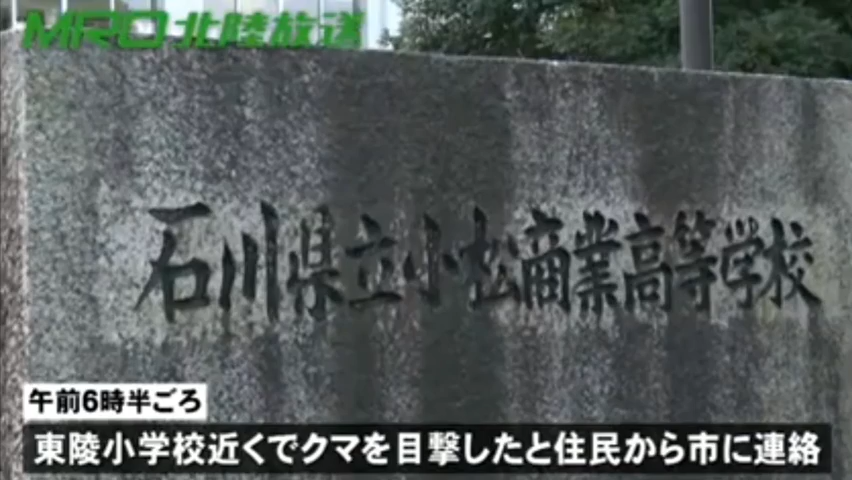 MRO北陸放送
石川県立小松商業高等学校
午前6時半ごろ
東陵小学校近くでクマを目撃したと住民から市に連絡